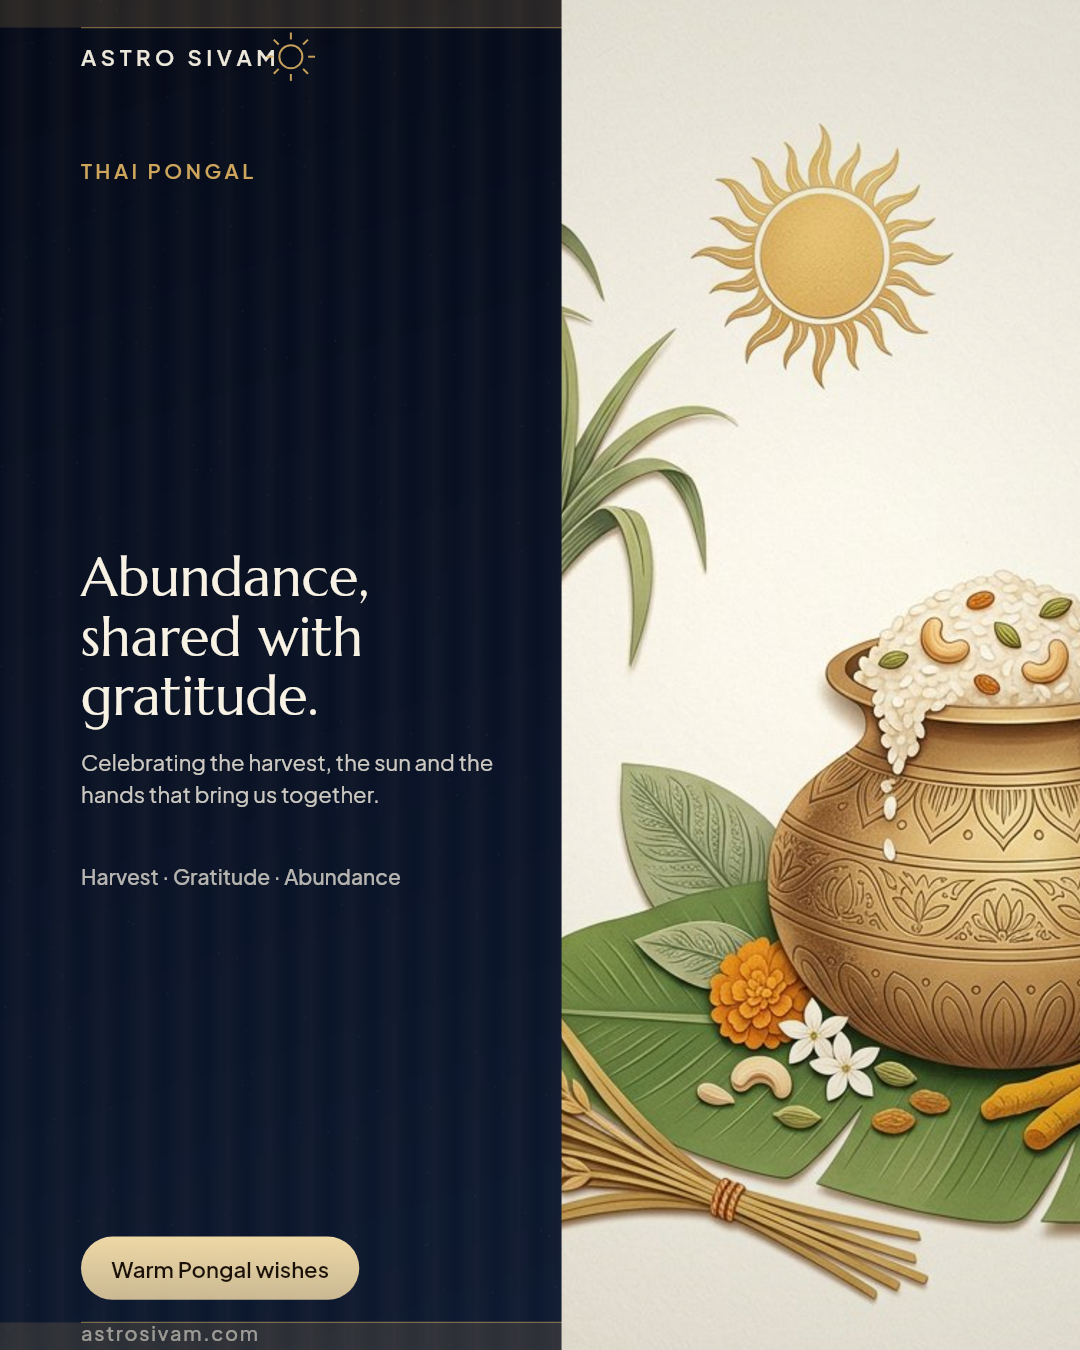 ASTRO SIVAM
THAI PONGAL
Abundance,
shared with
gratitude.
Celebrating the harvest, the sun and the
hands that bring us together.
Harvest · Gratitude · Abundance
Warm Pongal wishes
astrosivam.com